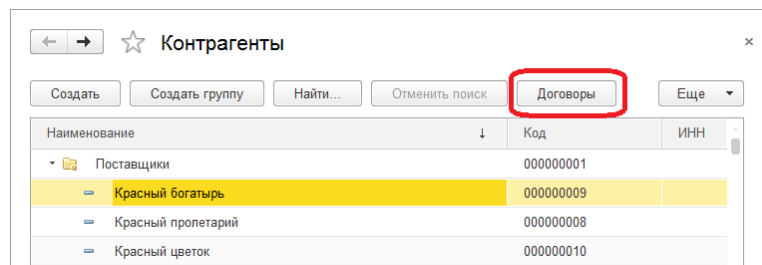 Контрагенты
Создать Создать группу Найти... Отменить поиск Договоры Еще
Наименование Код ИНН
Поставщики 000000001
Красный богатырь 000000009
Красный пролетарий 000000008
Красный цветок 000000010